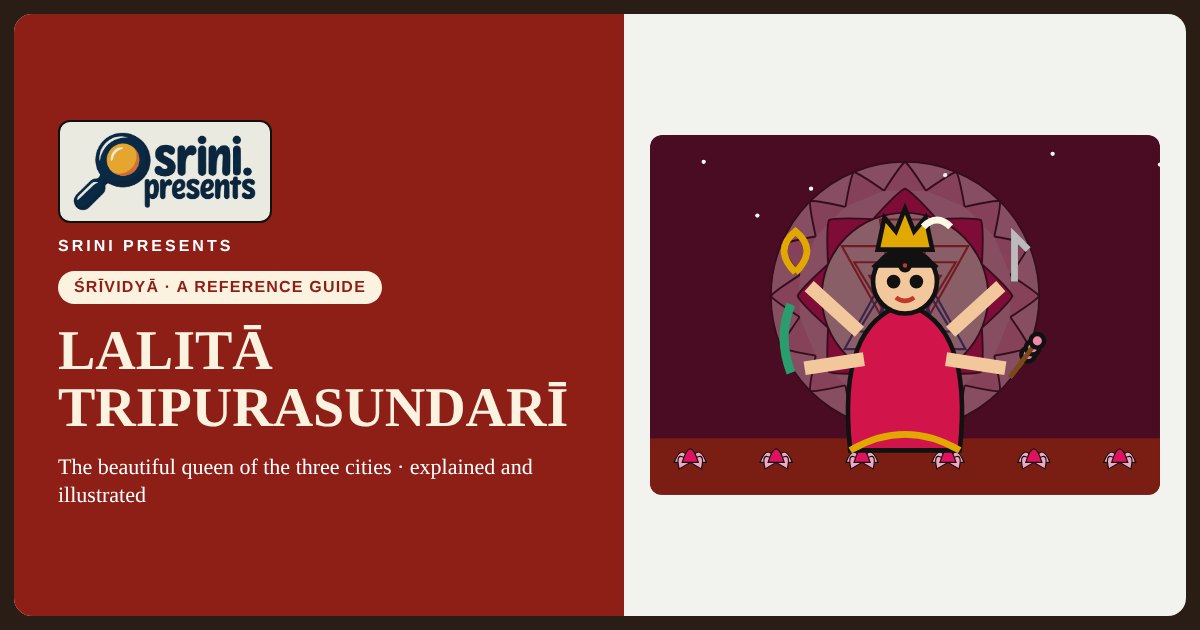 srini.
presents
SRINI PRESENTS
ŚRĪVIDYĀ · A REFERENCE GUIDE
LALITĀ
TRIPURASUNDARĪ
The beautiful queen of the three cities · explained and
illustrated